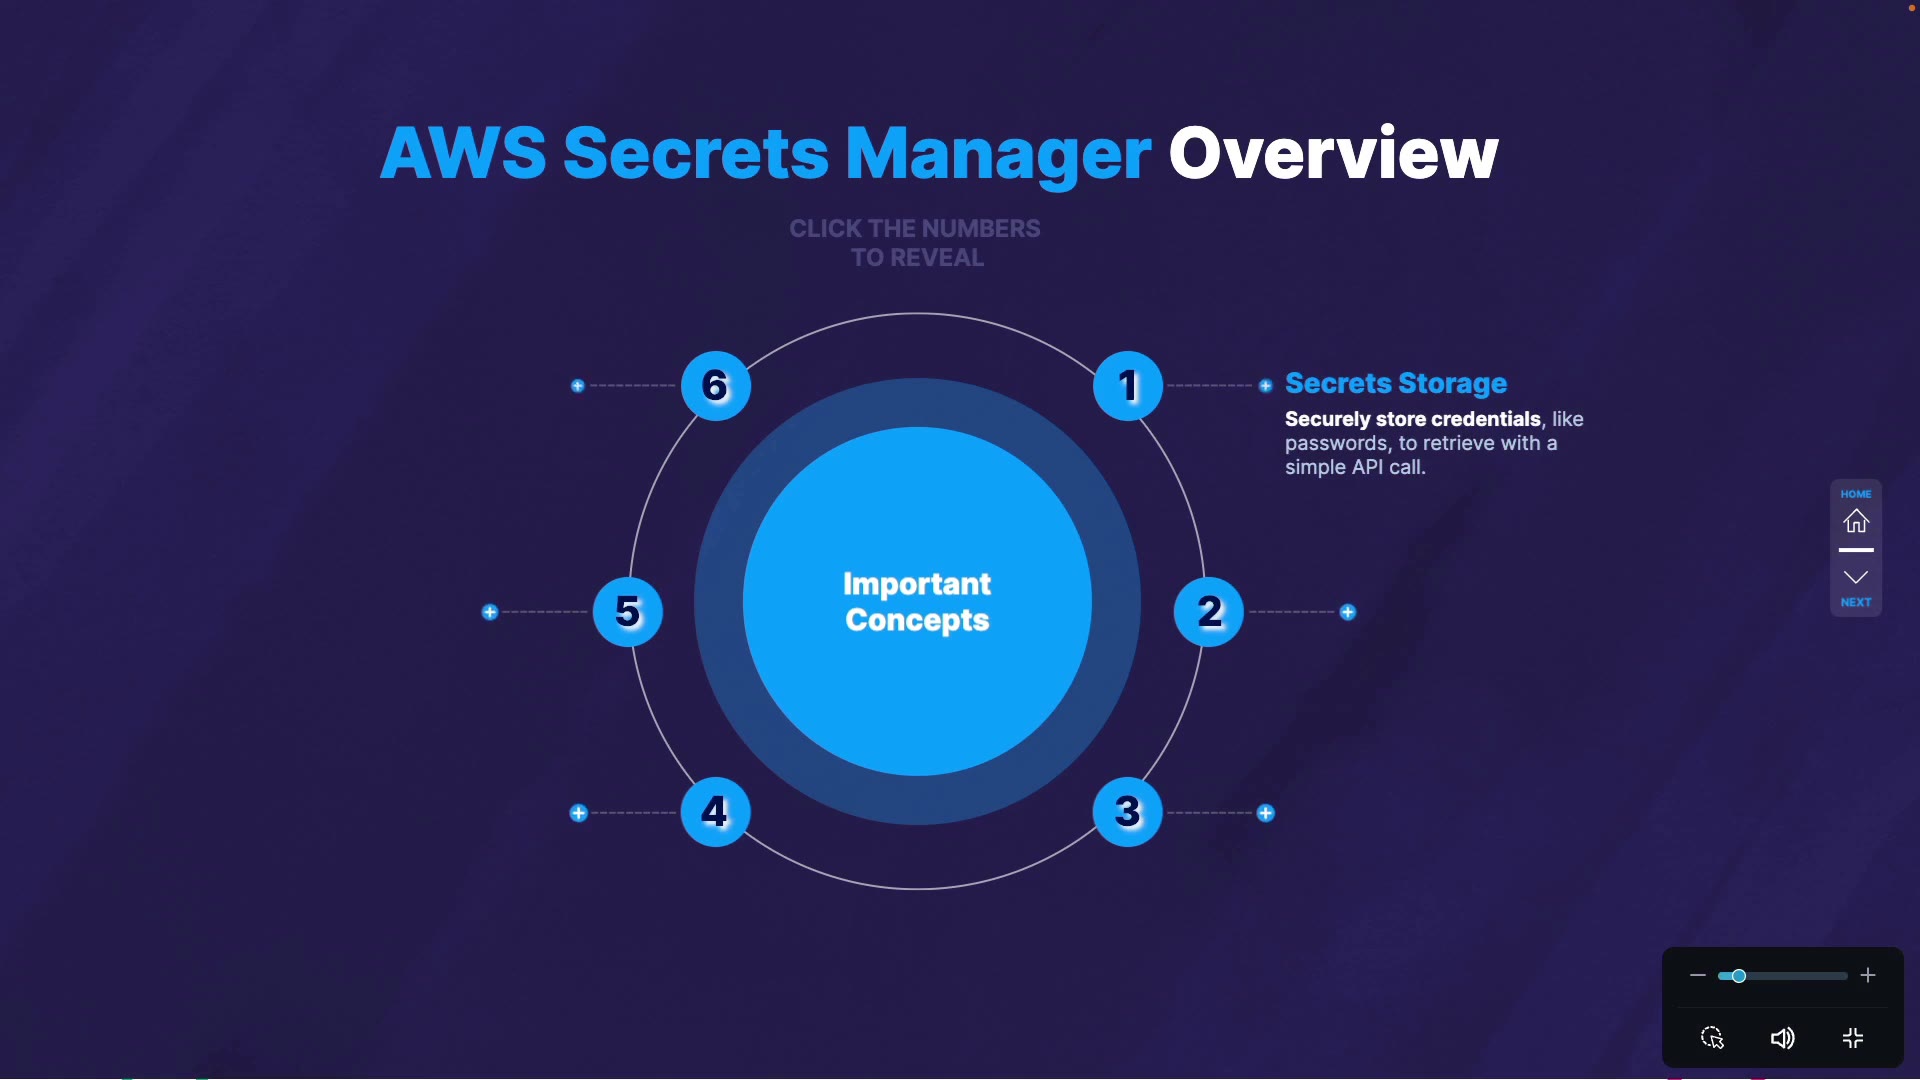 AWS Secrets Manager Overview
CLICK THE NUMBERS
TO REVEAL
6
1
Secrets Storage
Securely store credentials, like
passwords, to retrieve with a
simple API call.
HOME
Important
Concepts
5
2
NEXT
4
3